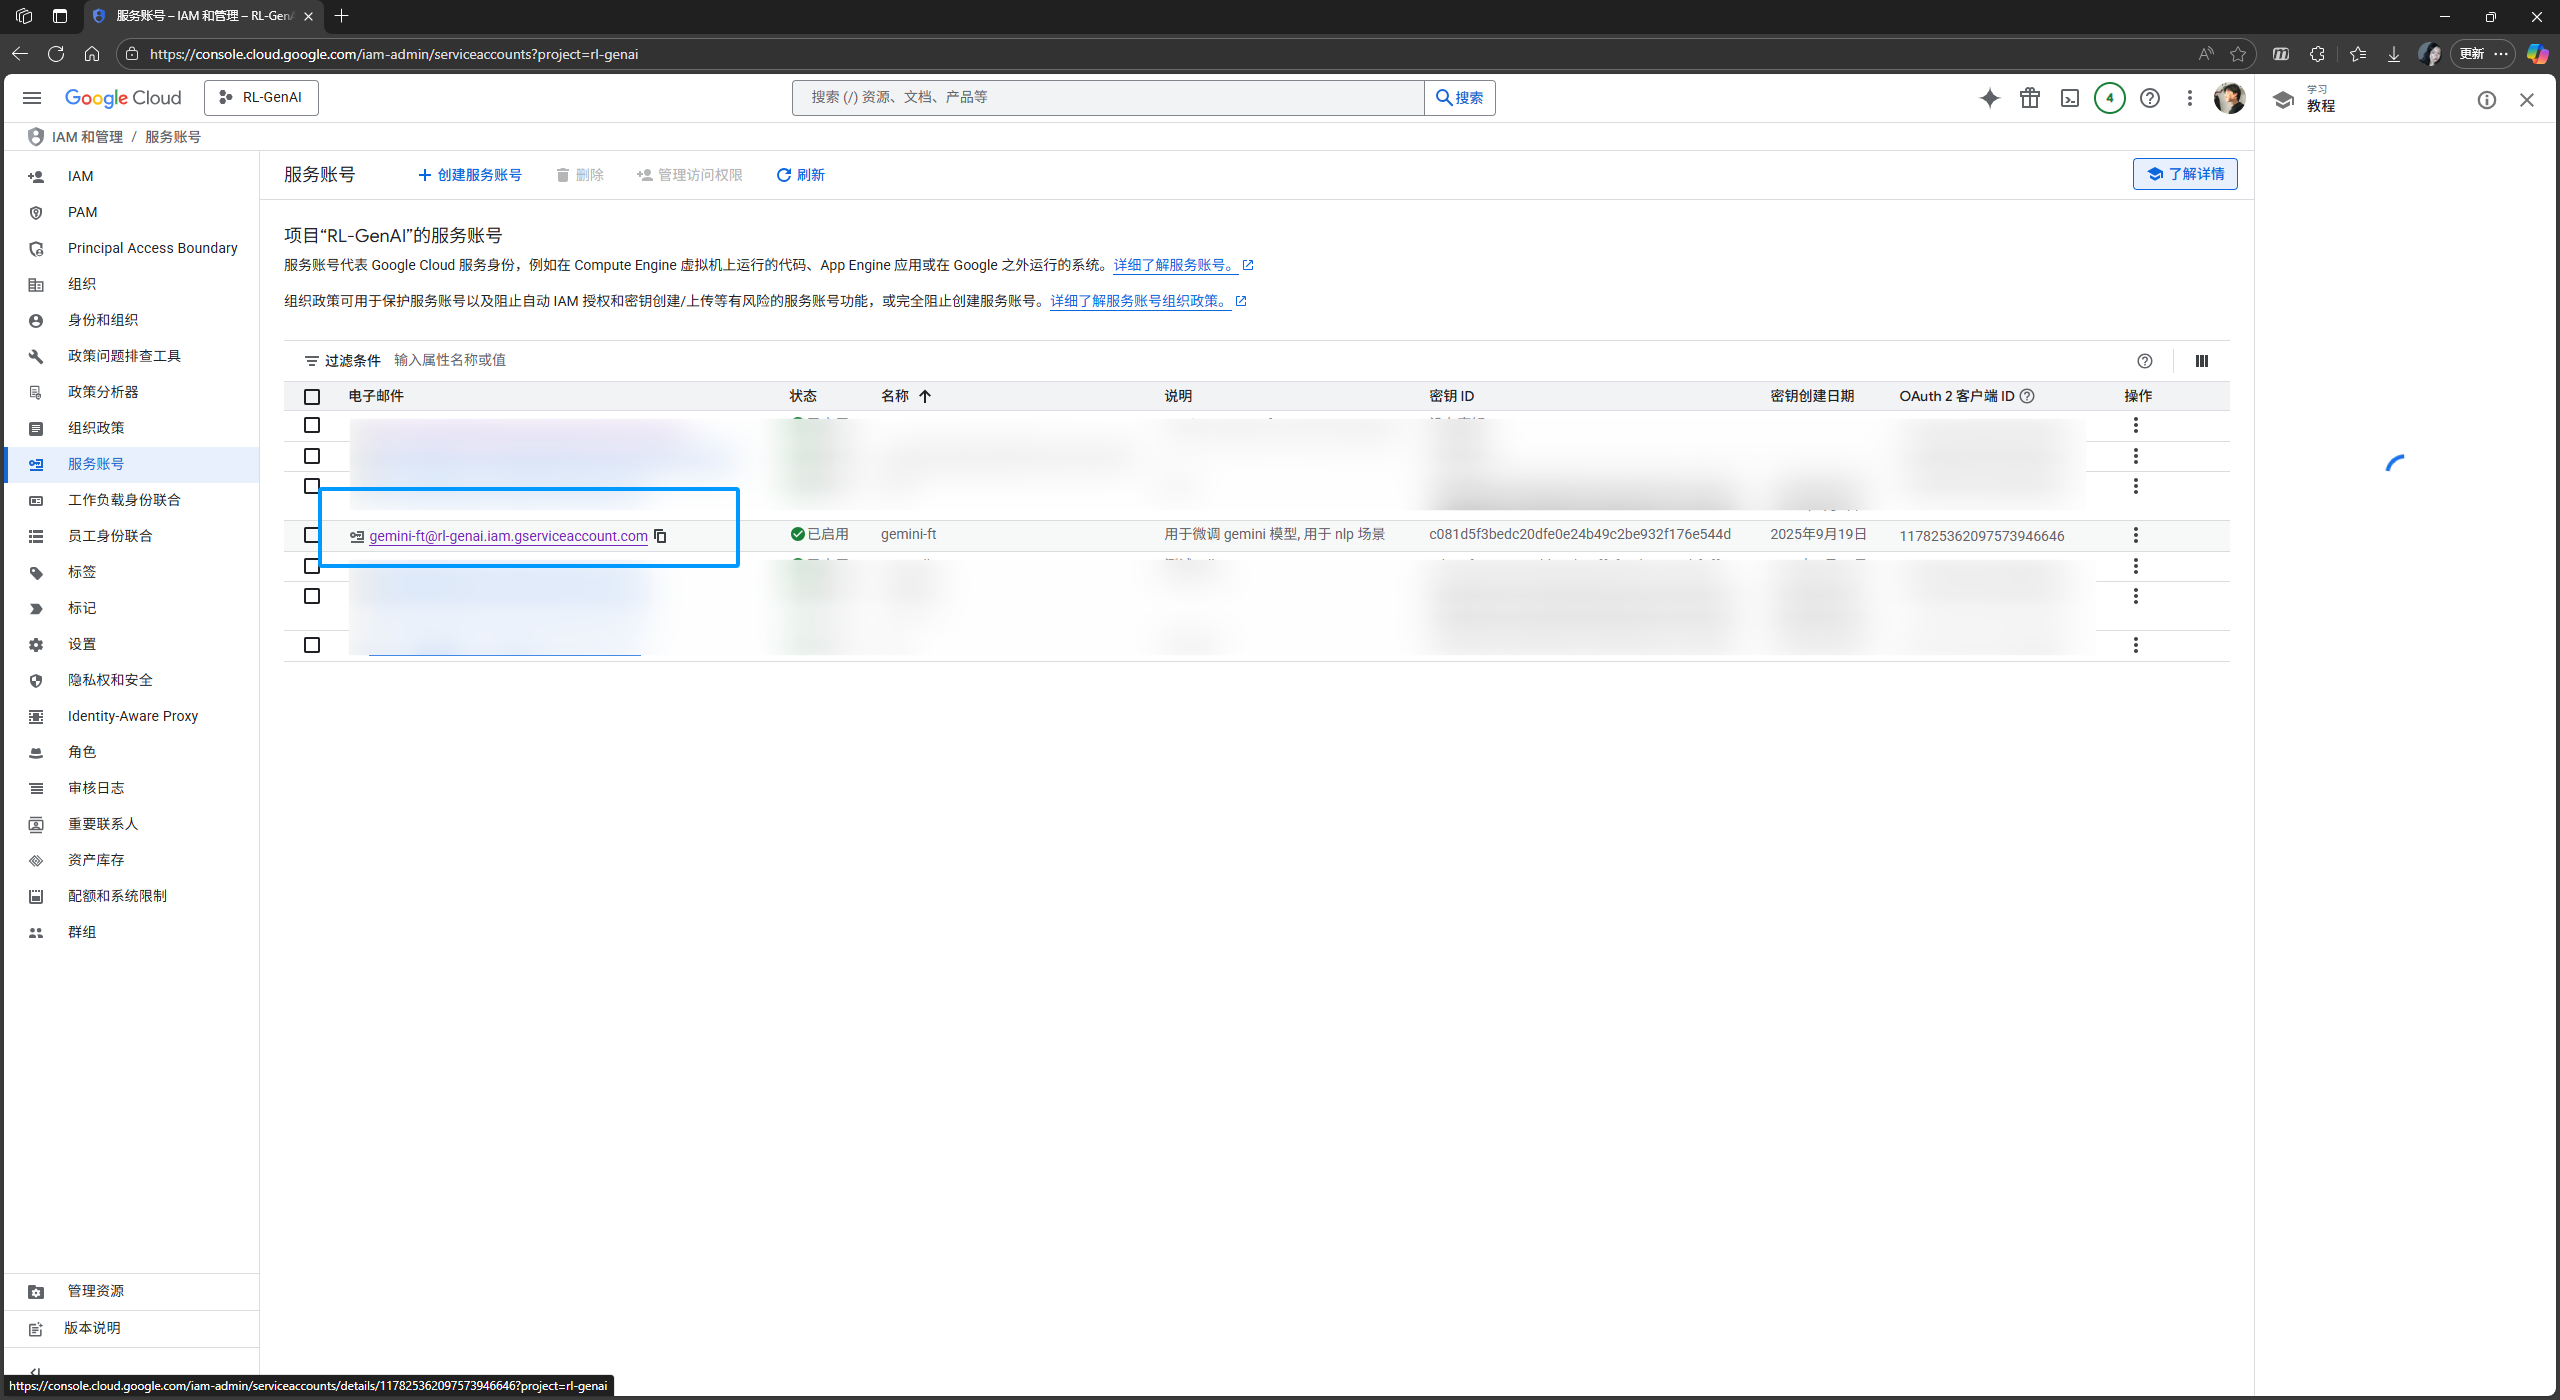 服务账号 – IAM 和管理 – RL-Gen
https://console.cloud.google.com/iam-admin/serviceaccounts?project=rl-genai
更新
Google Cloud
RL-GenAI
搜索 (/) 资源、文档、产品等
搜索
4
学习
教程
IAM 和管理 / 服务账号
IAM
PAM
Principal Access Boundary
组织
身份和组织
政策问题排查工具
政策分析器
组织政策
服务账号
工作负载身份联合
员工身份联合
标签
标记
设置
隐私权和安全
Identity-Aware Proxy
角色
审核日志
重要联系人
资产库存
配额和系统限制
群组
管理资源
版本说明
服务账号
创建服务账号
删除
管理访问权限
刷新
了解详情
项目“RL-GenAI”的服务账号
服务账号代表 Google Cloud 服务身份，例如在 Compute Engine 虚拟机上运行的代码、App Engine 应用或在 Google 之外运行的系统。详细了解服务账号。
组织政策可用于保护服务账号以及阻止自动 IAM 授权和密钥创建/上传等有风险的服务账号功能，或完全阻止创建服务账号。详细了解服务账号组织政策。
过滤条件 输入属性名称或值
电子邮件 状态 名称 说明 密钥 ID 密钥创建日期 OAuth 2 客户端 ID 操作
gemini-ft@rl-genai.iam.gserviceaccount.com 已启用 gemini-ft 用于微调 gemini 模型, 用于 nlp 场景 c081d5f3bedc20dfe0e24b49c2be932f176e544d 2025年9月19日 117825362097573946646
https://console.cloud.google.com/iam-admin/serviceaccounts/details/117825362097573946646?project=rl-genai